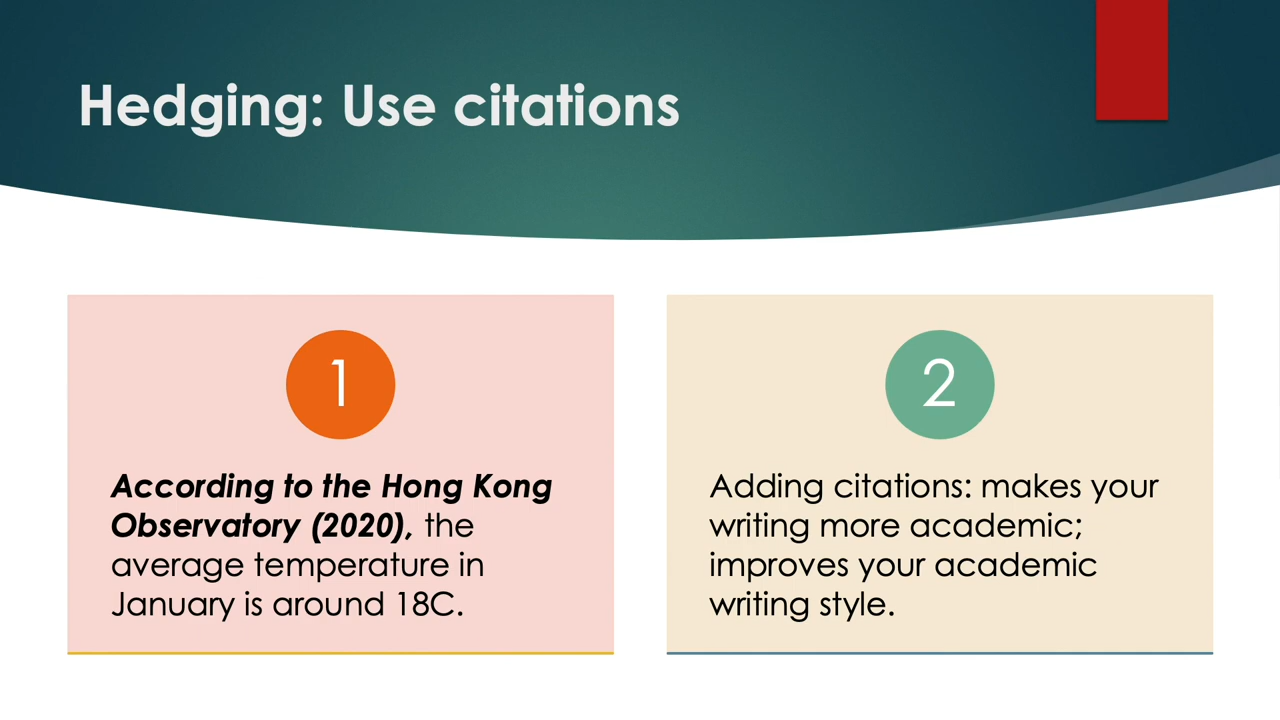 Hedging: Use citations
1
According to the Hong Kong
Observatory (2020), the
average temperature in
January is around 18C.
2
Adding citations: makes your
writing more academic;
improves your academic
writing style.